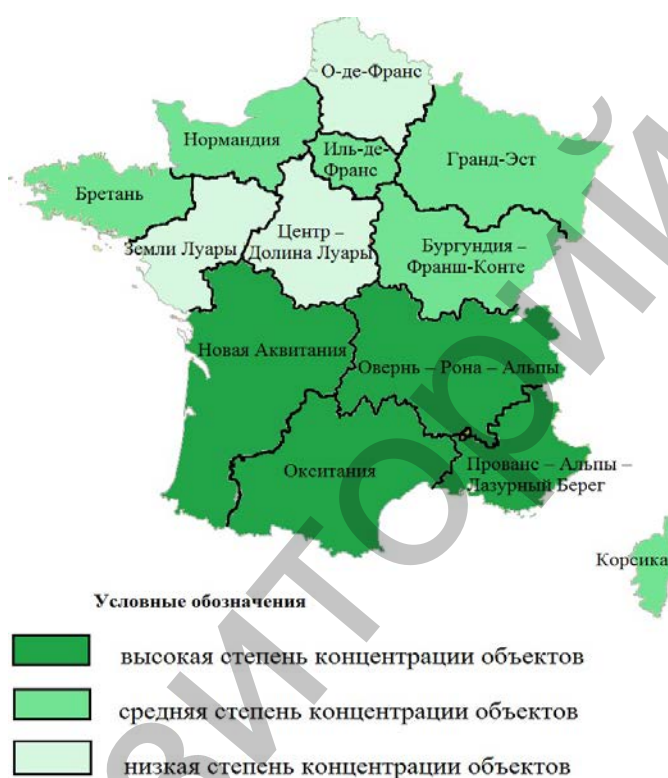 О-де-Франс
Нормандия
Иль-де-
Франс
Гранд-Эст
Бретань
Земли Луары
Центр –
Долина Луары
Бургундия –
Франш-Конте
Новая Аквитания
Овернь – Рона – Альпы
Окситания
Прованс – Альпы –
Лазурный Берег
Корсика
Условные обозначения
высокая степень концентрации объектов
средняя степень концентрации объектов
низкая степень концентрации объектов